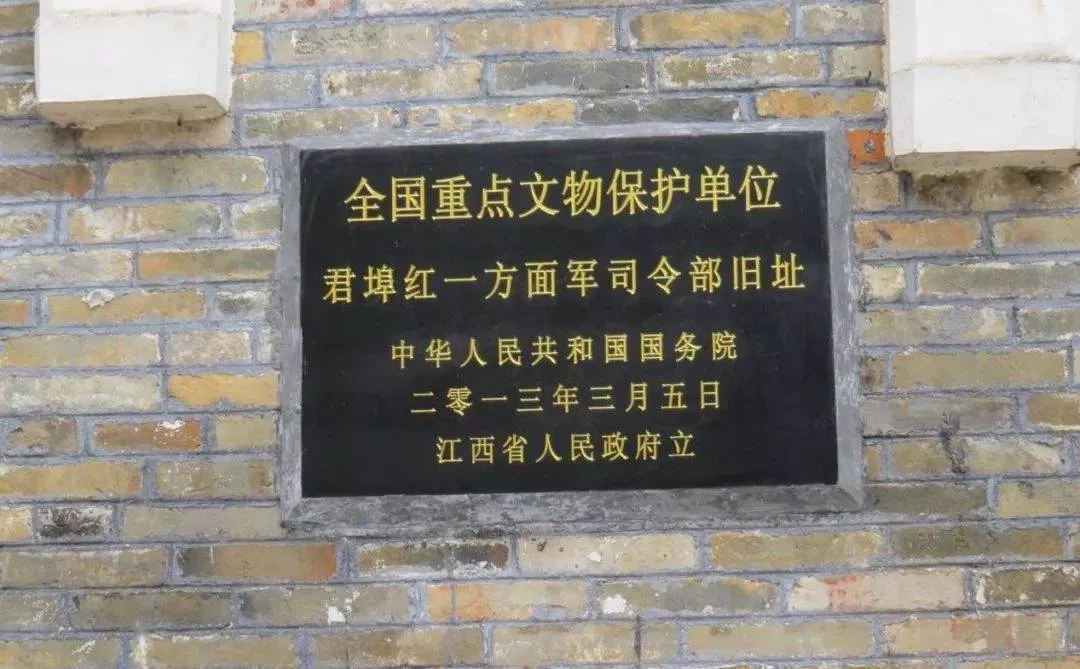 全国重点文物保护单位
君埠红一方面军司令部旧址
中华人民共和国国务院
二零一三年三月五日
江西省人民政府立